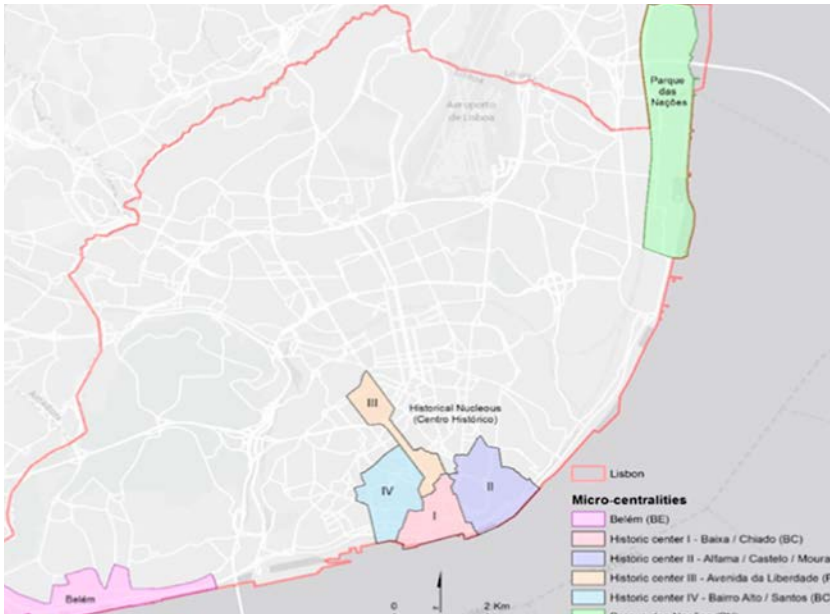 Parque
das
Nações
Aeroporto
de Lisboa
III
Historical Nucleous
(Centro Histórico)
IV
II
I
Belém
0
2 Km
Lisbon
Micro-centralities
Belém (BE)
Historic center I - Baixa / Chiado (BC)
Historic center II - Alfama / Castelo / Moura
Historic center III - Avenida da Liberdade (
Historic center IV - Bairro Alto / Santos (BC